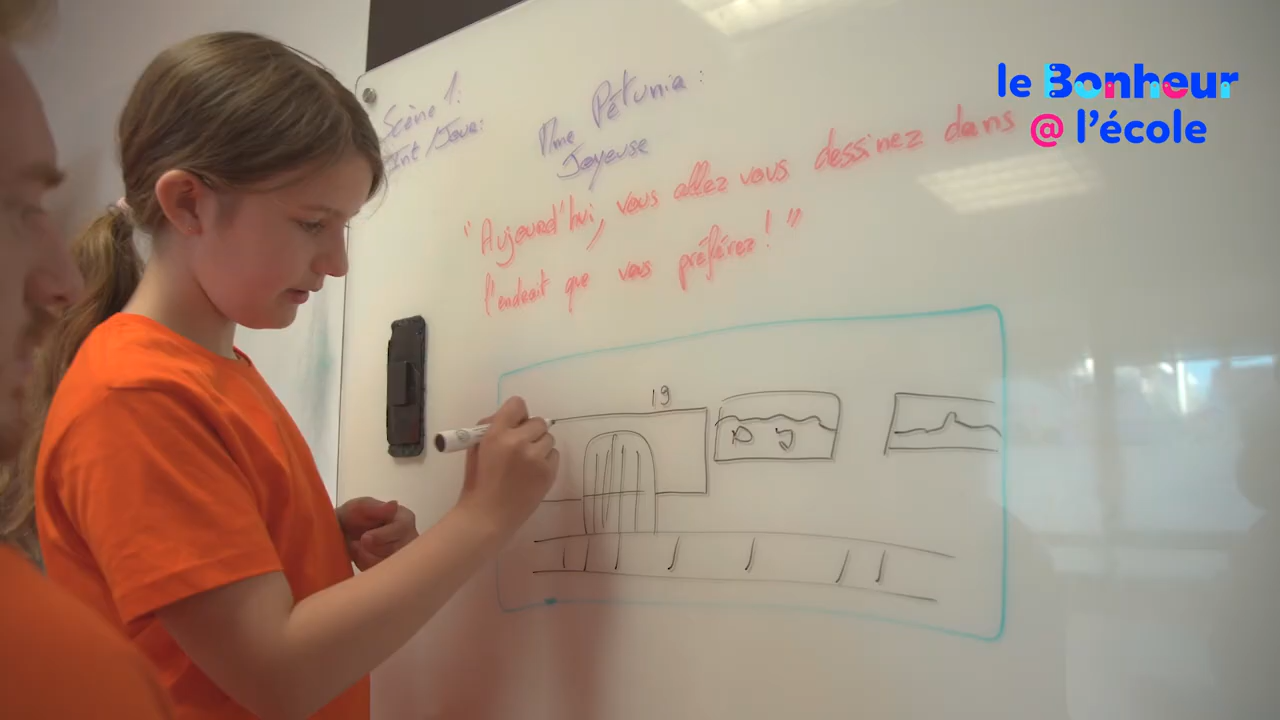 le Bonheur
@ l'école
Scène 1:
Int/Jour:
Mme Pétunia:
Joyeuse
"Aujourd'hui, vous allez vous dessinez dans
l'endroit que vous préférez!"
19